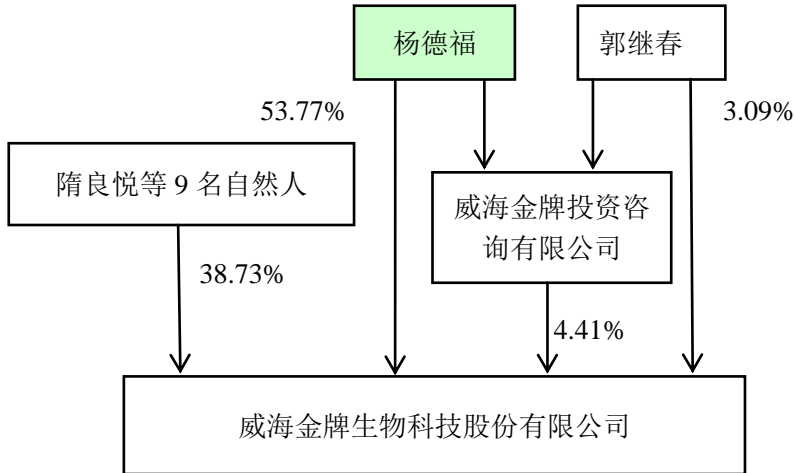 杨德福
郭继春
53.77%
3.09%
隋良悦等 9 名自然人
威海金牌投资咨
询有限公司
38.73%
4.41%
威海金牌生物科技股份有限公司